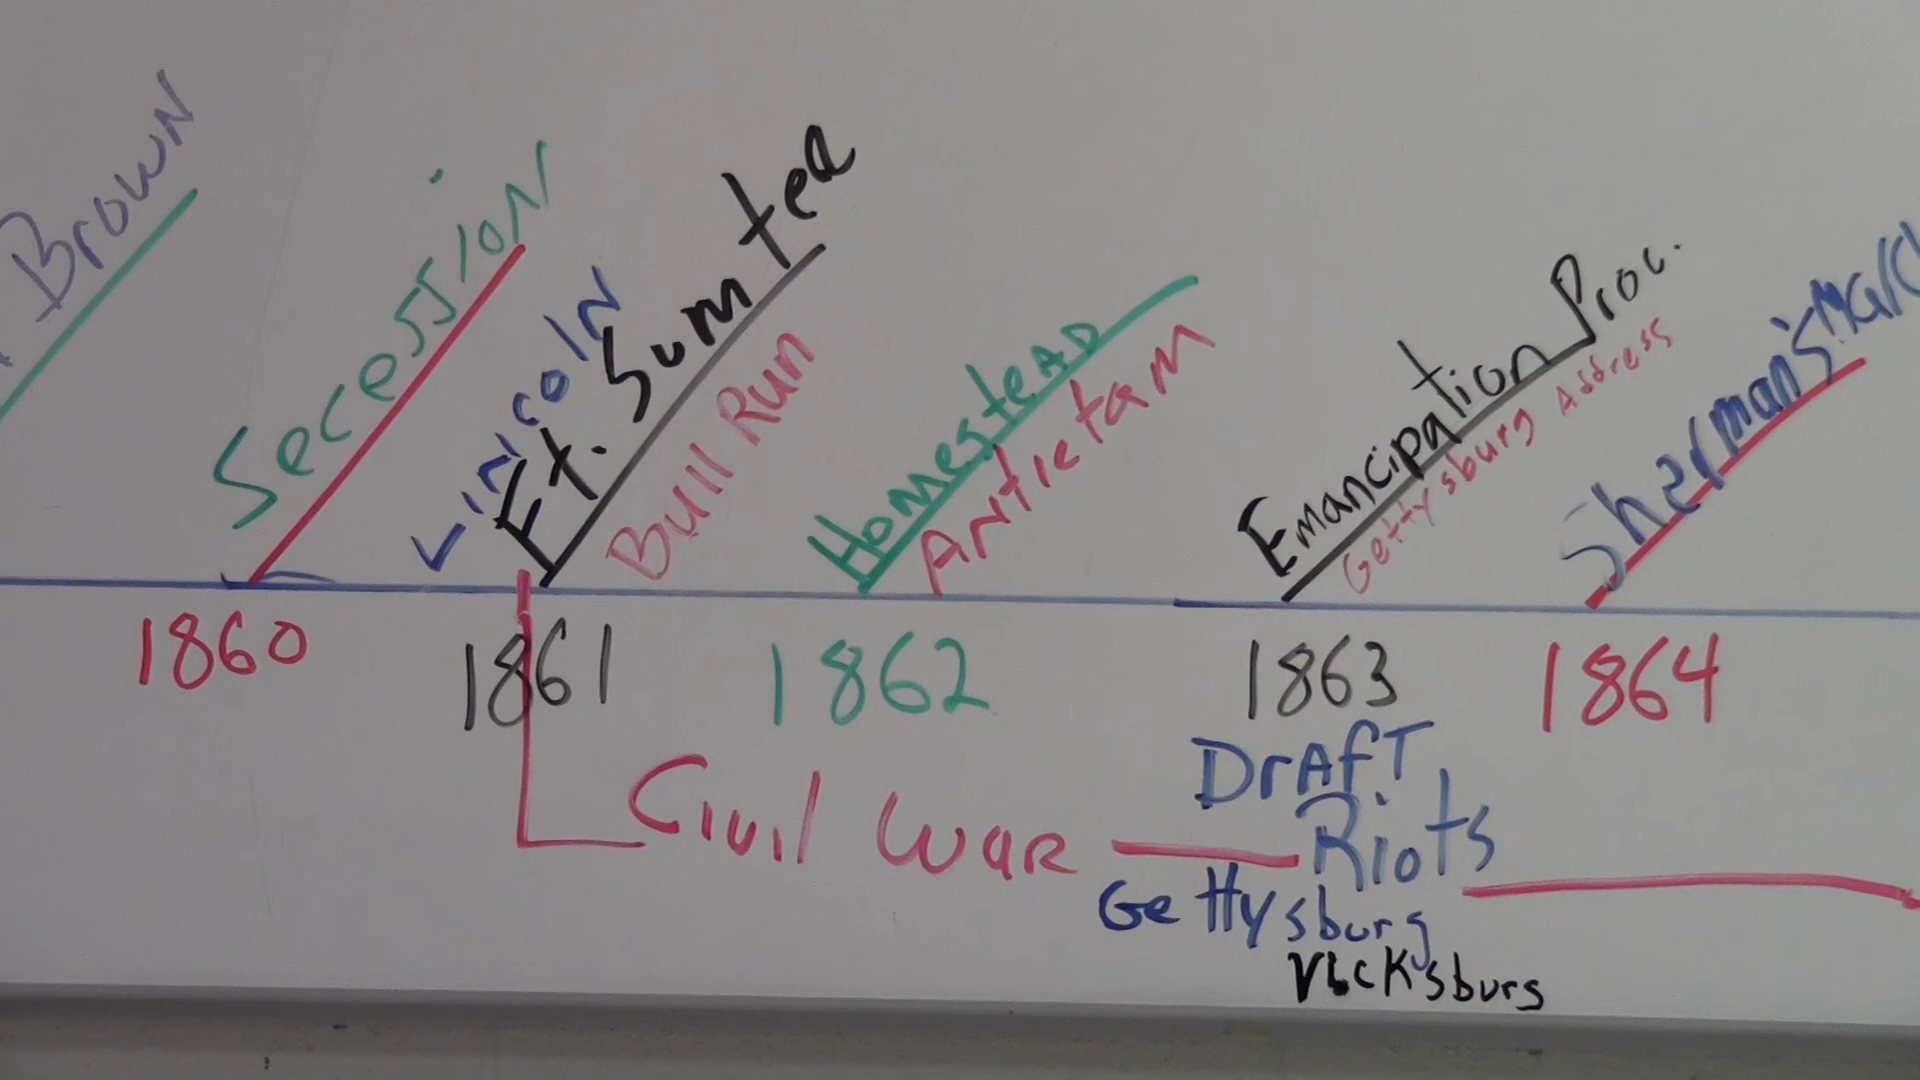 Brown
Secession
Lincoln
Ft. Sumter
Bull Run
Homestead
Antietam
Emancipation Proc.
Gettysburg Address
Sherman's Marc
1860
1861
1862
1863
1864
Civil War
Draft
Riots
Gettysburg
Vicksburg